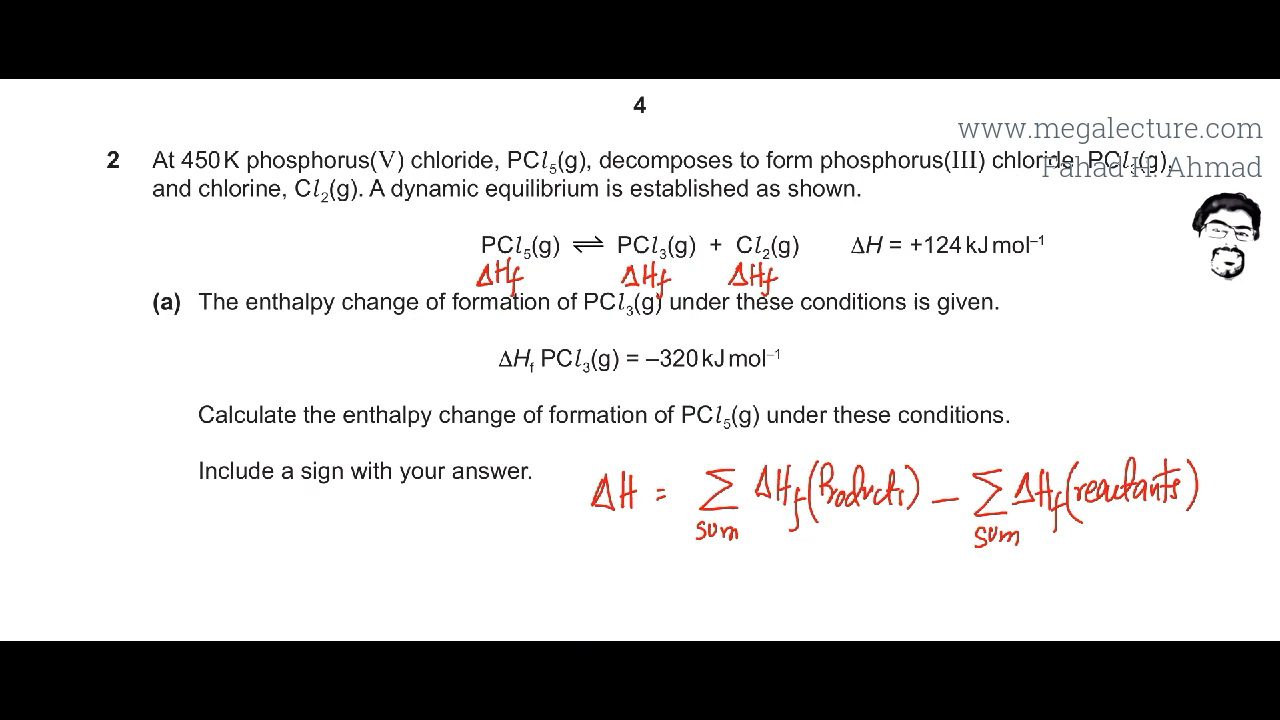 4
www.megalecture.com
Fahad H. Ahmad
2 At 450 K phosphorus(V) chloride, PCl₅(g), decomposes to form phosphorus(III) chloride, PCl₃(g),
and chlorine, Cl₂(g). A dynamic equilibrium is established as shown.
PCl₅(g) ⇌ PCl₃(g) + Cl₂(g) ΔH = +124 kJ mol⁻¹
ΔHf ΔHf ΔHf
(a) The enthalpy change of formation of PCl₃(g) under these conditions is given.
ΔHf PCl₃(g) = –320 kJ mol⁻¹
Calculate the enthalpy change of formation of PCl₅(g) under these conditions.
Include a sign with your answer.
ΔH = ∑ ΔHf (Products) – ∑ ΔHf (reactants)
sum sum